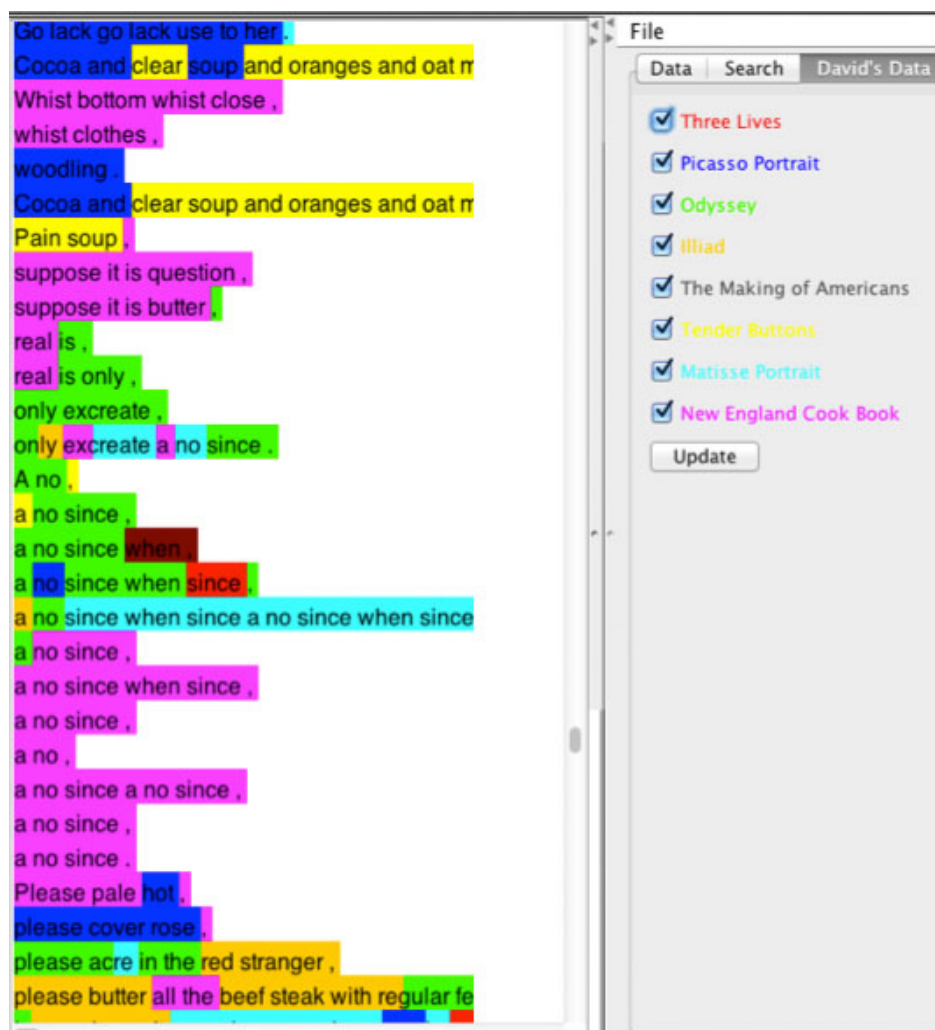 Go lack go lack use to her .
Cocoa and clear soup and oranges and oat m
Whist bottom whist close ,
whist clothes ,
woodling .
Cocoa and clear soup and oranges and oat m
Pain soup ,
suppose it is question ,
suppose it is butter ,
real is ,
real is only ,
only excreate ,
only excreate a no since .
A no ,
a no since ,
a no since when ,
a no since when since ,
a no since when since a no since when since
a no since ,
a no since when since ,
a no since ,
a no ,
a no since a no since ,
a no since ,
a no since .
Please pale hot ,
please cover rose ,
please acre in the red stranger ,
please butter all the beef steak with regular fe
File
Data Search David's Data
Three Lives
Picasso Portrait
Odyssey
Illiad
The Making of Americans
Tender Buttons
Matisse Portrait
New England Cook Book
Update